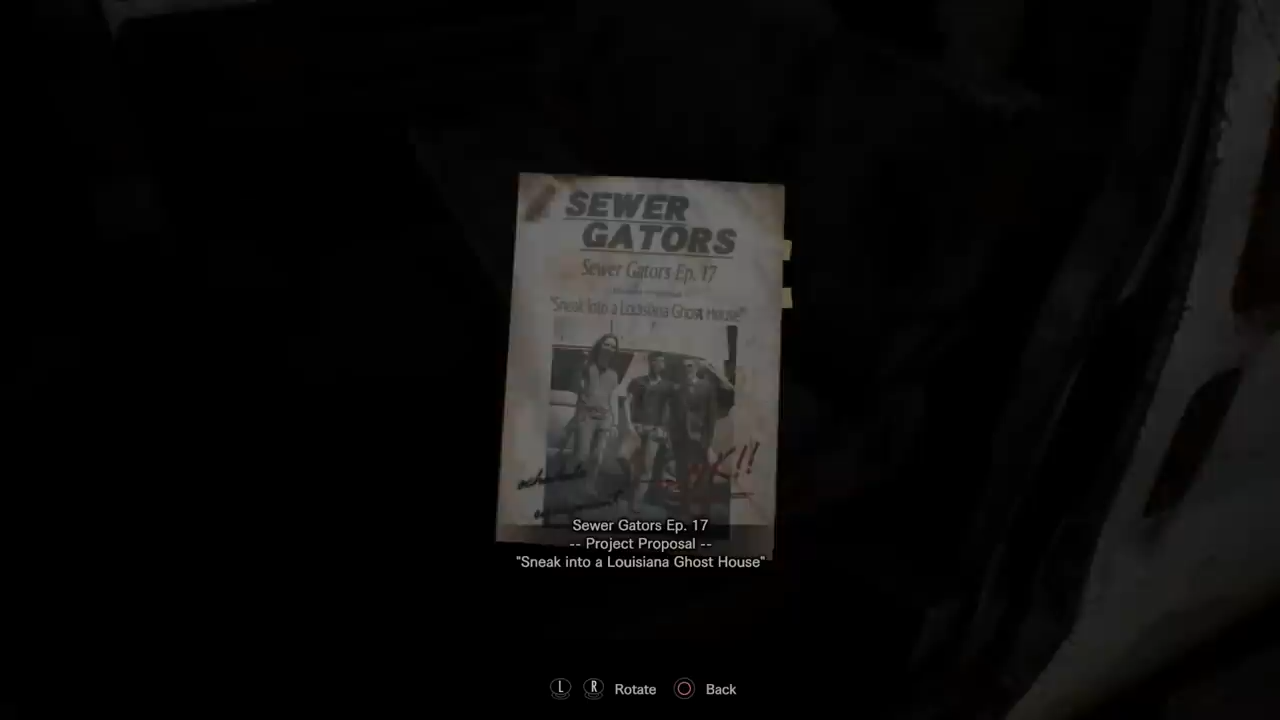 SEWER
GATORS
Sewer Gators Ep. 17
"Sneak into a Louisiana Ghost House"
OK!!
Sewer Gators Ep. 17
-- Project Proposal --
"Sneak into a Louisiana Ghost House"
L R Rotate Back